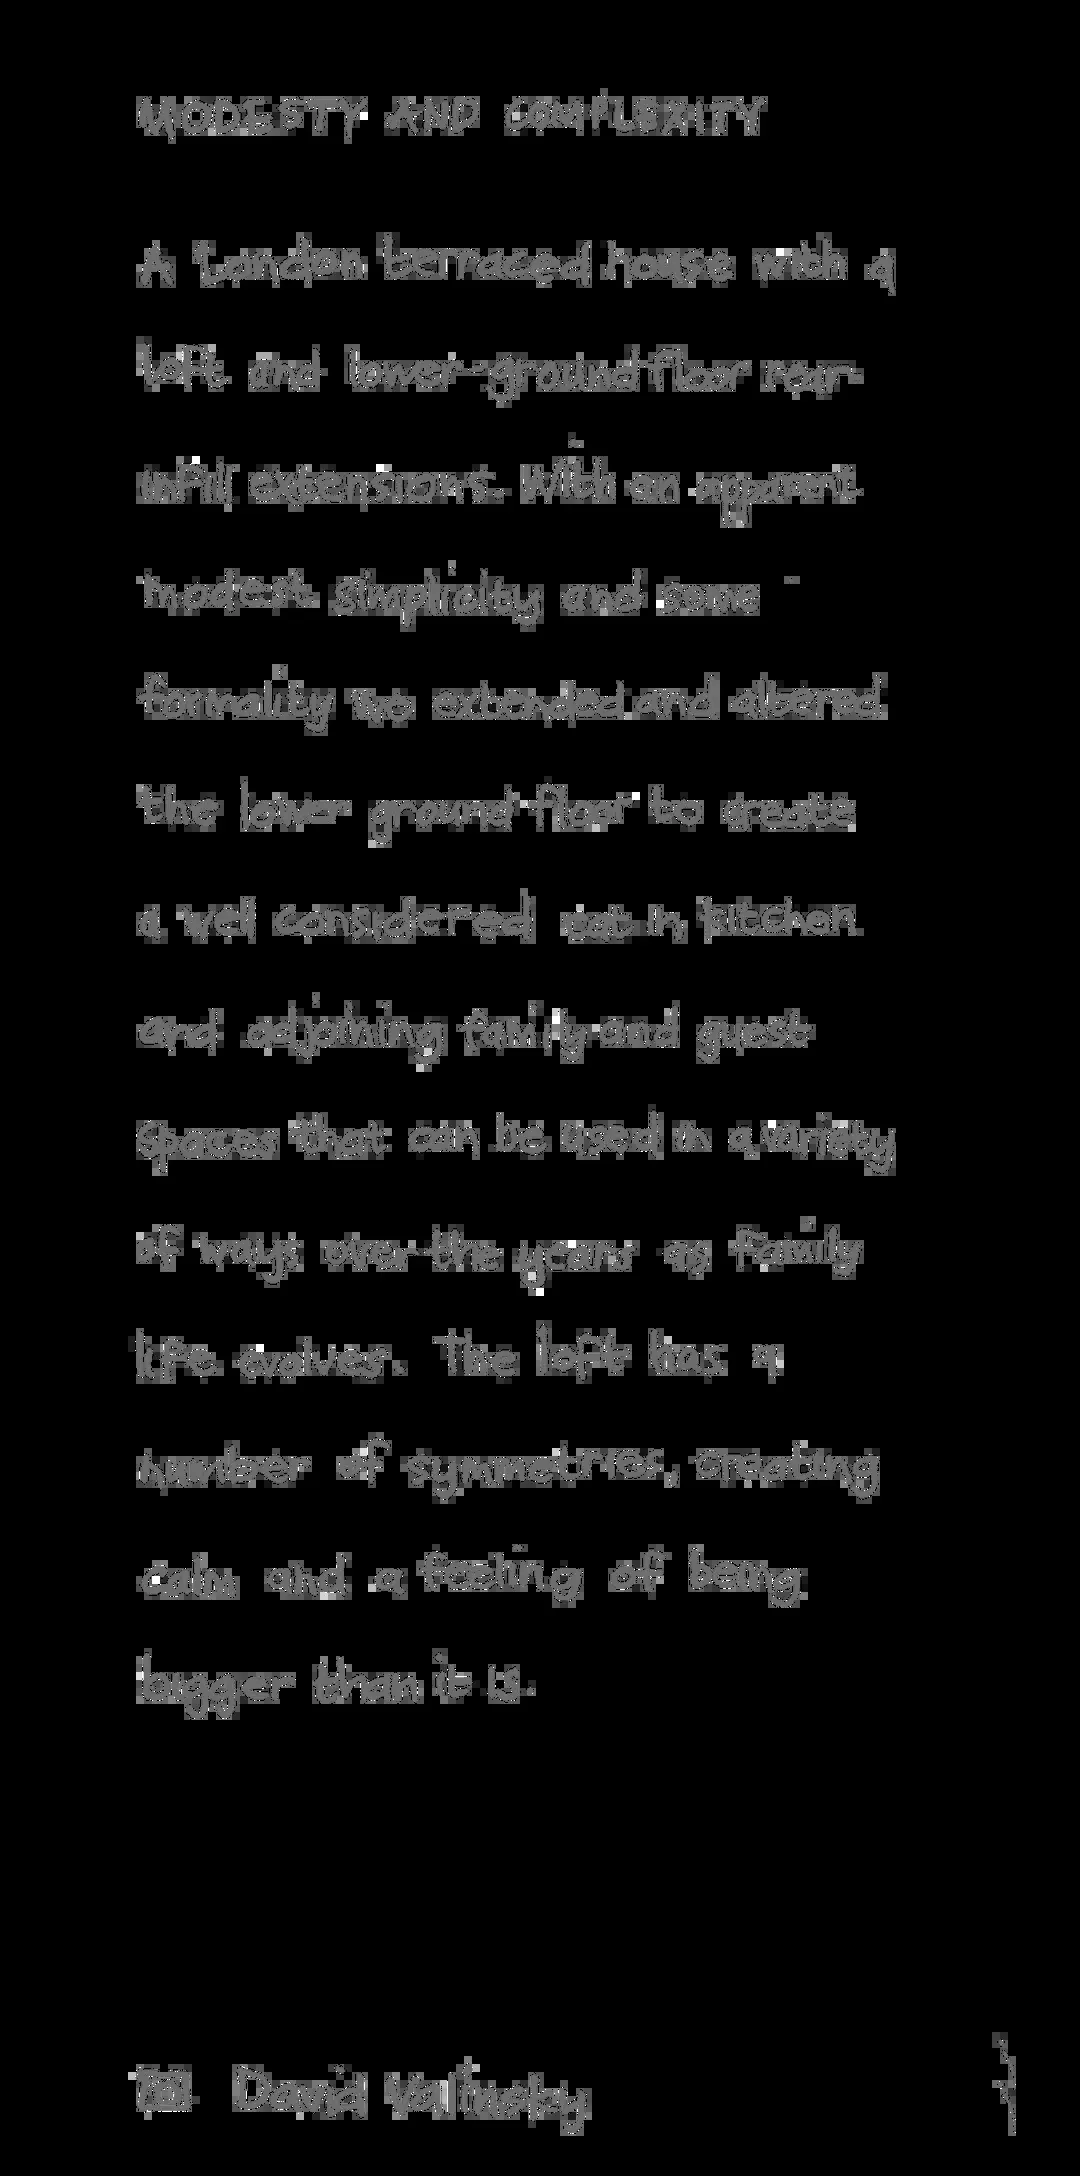 MODESTY AND COMPLEXITY
A London terraced house with a
loft and lower-ground floor rear-
infill extensions. With an apparent
modest simplicity and some
formality we extended and altered
the lower ground floor to create
a well considered eat in kitchen
and adjoining family and guest
spaces that can be used in a variety
of ways over the years as family
life evolves. The loft has a
number of symmetries, creating
calm and a feeling of being
bigger than it is.
David Valinsky